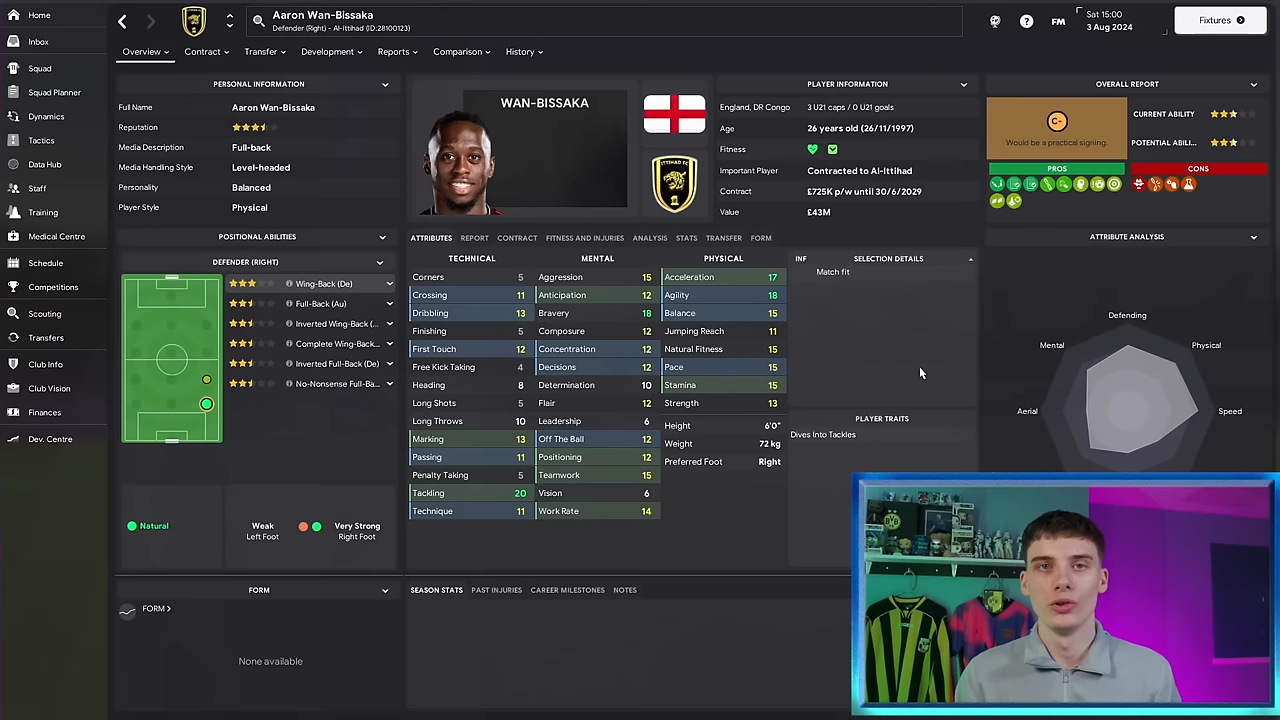 Home
Inbox
Squad
Squad Planner
Dynamics
Tactics
Data Hub
Staff
Training
Medical Centre
Schedule
Competitions
Scouting
Transfers
Club Info
Club Vision
Finances
Dev. Centre
Aaron Wan-Bissaka
Defender (Right) - Al-Ittihad (ID:28100123)
FM
Sat 15:00
3 Aug 2024
Fixtures
Overview Contract Transfer Development Reports Comparison History
PERSONAL INFORMATION
Full Name Aaron Wan-Bissaka
Reputation
Media Description Full-back
Media Handling Style Level-headed
Personality Balanced
Player Style Physical
WAN-BISSAKA
ITTIHAD FC
PLAYER INFORMATION
England, DR Congo 3 U21 caps / 0 U21 goals
Age 26 years old (26/11/1997)
Fitness
Important Player Contracted to Al-Ittihad
Contract £725K p/w until 30/6/2029
Value £43M
OVERALL REPORT
C-
Would be a practical signing.
CURRENT ABILITY
POTENTIAL ABILI...
PROS CONS
POSITIONAL ABILITIES
DEFENDER (RIGHT)
Wing-Back (De)
Full-Back (Au)
Inverted Wing-Back (...
Complete Wing-Back...
Inverted Full-Back (De)
No-Nonsense Full-Ba...
Natural
Weak
Left Foot
Very Strong
Right Foot
ATTRIBUTES REPORT CONTRACT FITNESS AND INJURIES ANALYSIS STATS TRANSFER FORM
TECHNICAL
Corners 5
Crossing 11
Dribbling 13
Finishing 5
First Touch 12
Free Kick Taking 4
Heading 8
Long Shots 5
Long Throws 10
Marking 13
Passing 11
Penalty Taking 5
Tackling 20
Technique 11
MENTAL
Aggression 15
Anticipation 12
Bravery 18
Composure 12
Concentration 12
Decisions 12
Determination 10
Flair 12
Leadership 6
Off The Ball 12
Positioning 12
Teamwork 15
Vision 6
Work Rate 14
PHYSICAL
Acceleration 17
Agility 18
Balance 15
Jumping Reach 11
Natural Fitness 15
Pace 15
Stamina 15
Strength 13
Height 6'0"
Weight 72 kg
Preferred Foot Right
INF SELECTION DETAILS
Match fit
PLAYER TRAITS
Dives Into Tackles
ATTRIBUTE ANALYSIS
Defending
Mental Physical
Aerial Speed
FORM
FORM
None available
SEASON STATS PAST INJURIES CAREER MILESTONES NOTES
BVB